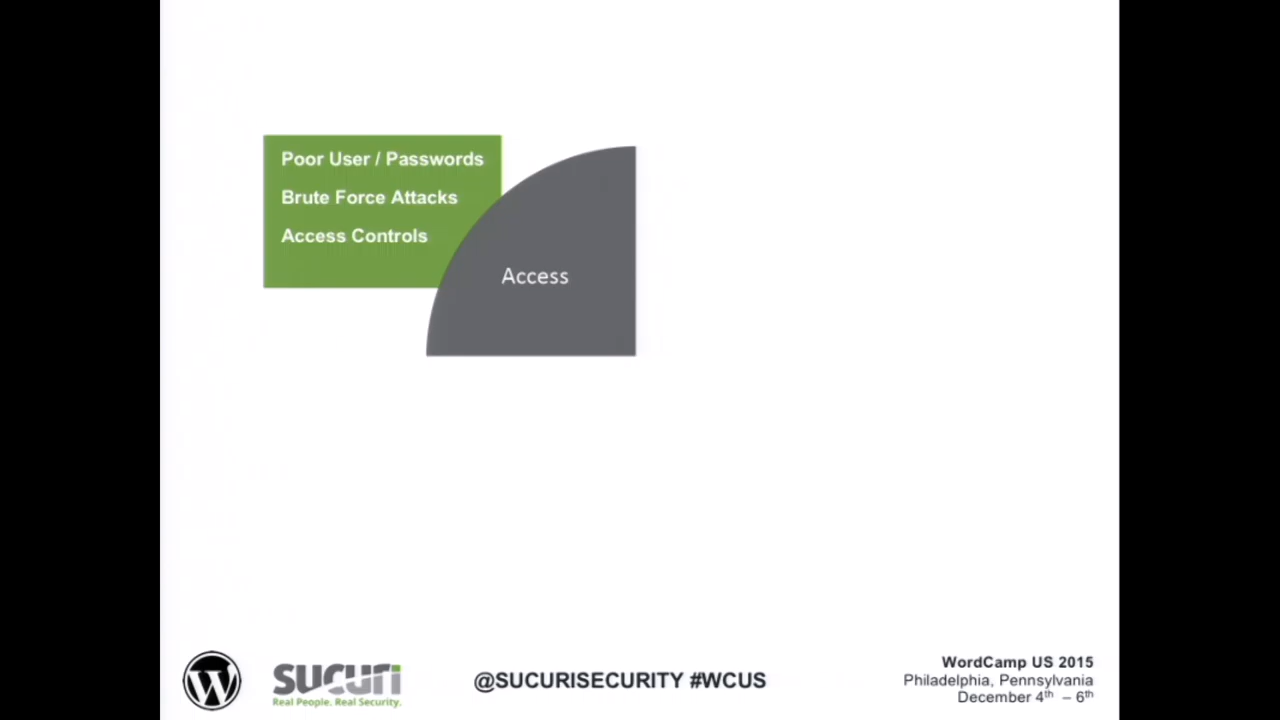 Poor User / Passwords
Brute Force Attacks
Access Controls
Access
W
SUCURI
Real People. Real Security.
@SUCURISECURITY #WCUS
WordCamp US 2015
Philadelphia, Pennsylvania
December 4th – 6th